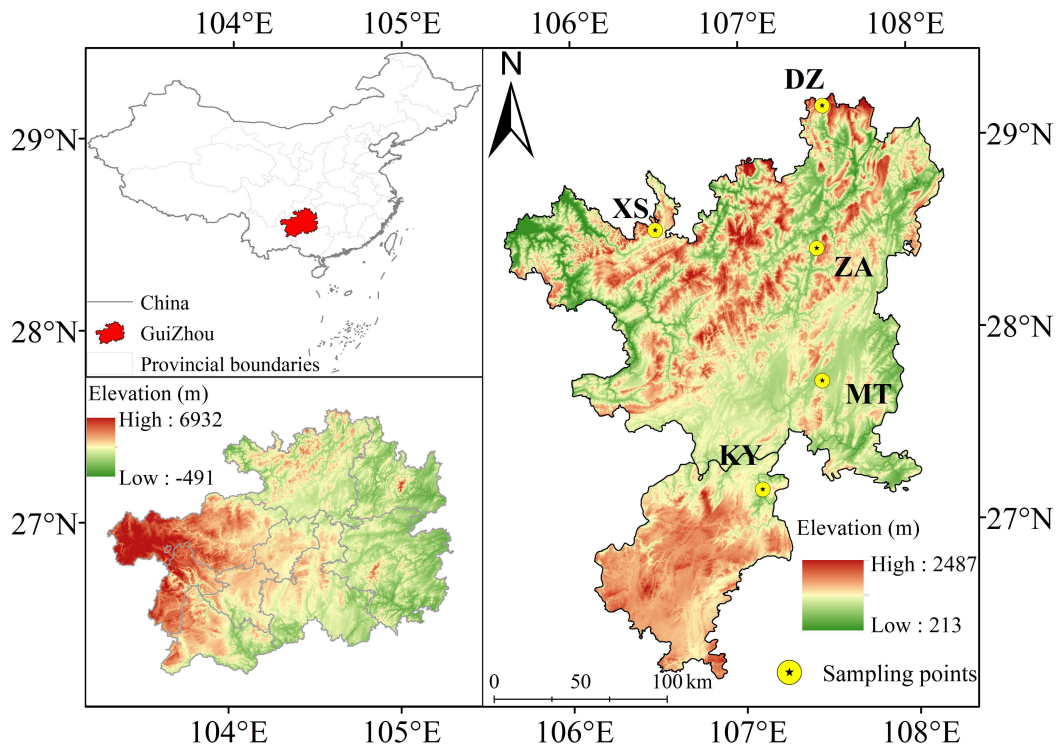 104°E 105°E 106°E 107°E 108°E
29°N
28°N
27°N
China
GuiZhou
Provincial boundaries
Elevation (m)
High : 6932
Low : -491
N
DZ
XS
ZA
MT
KY
29°N
28°N
27°N
Elevation (m)
High : 2487
Low : 213
Sampling points
0 50 100 km
104°E 105°E 106°E 107°E 108°E